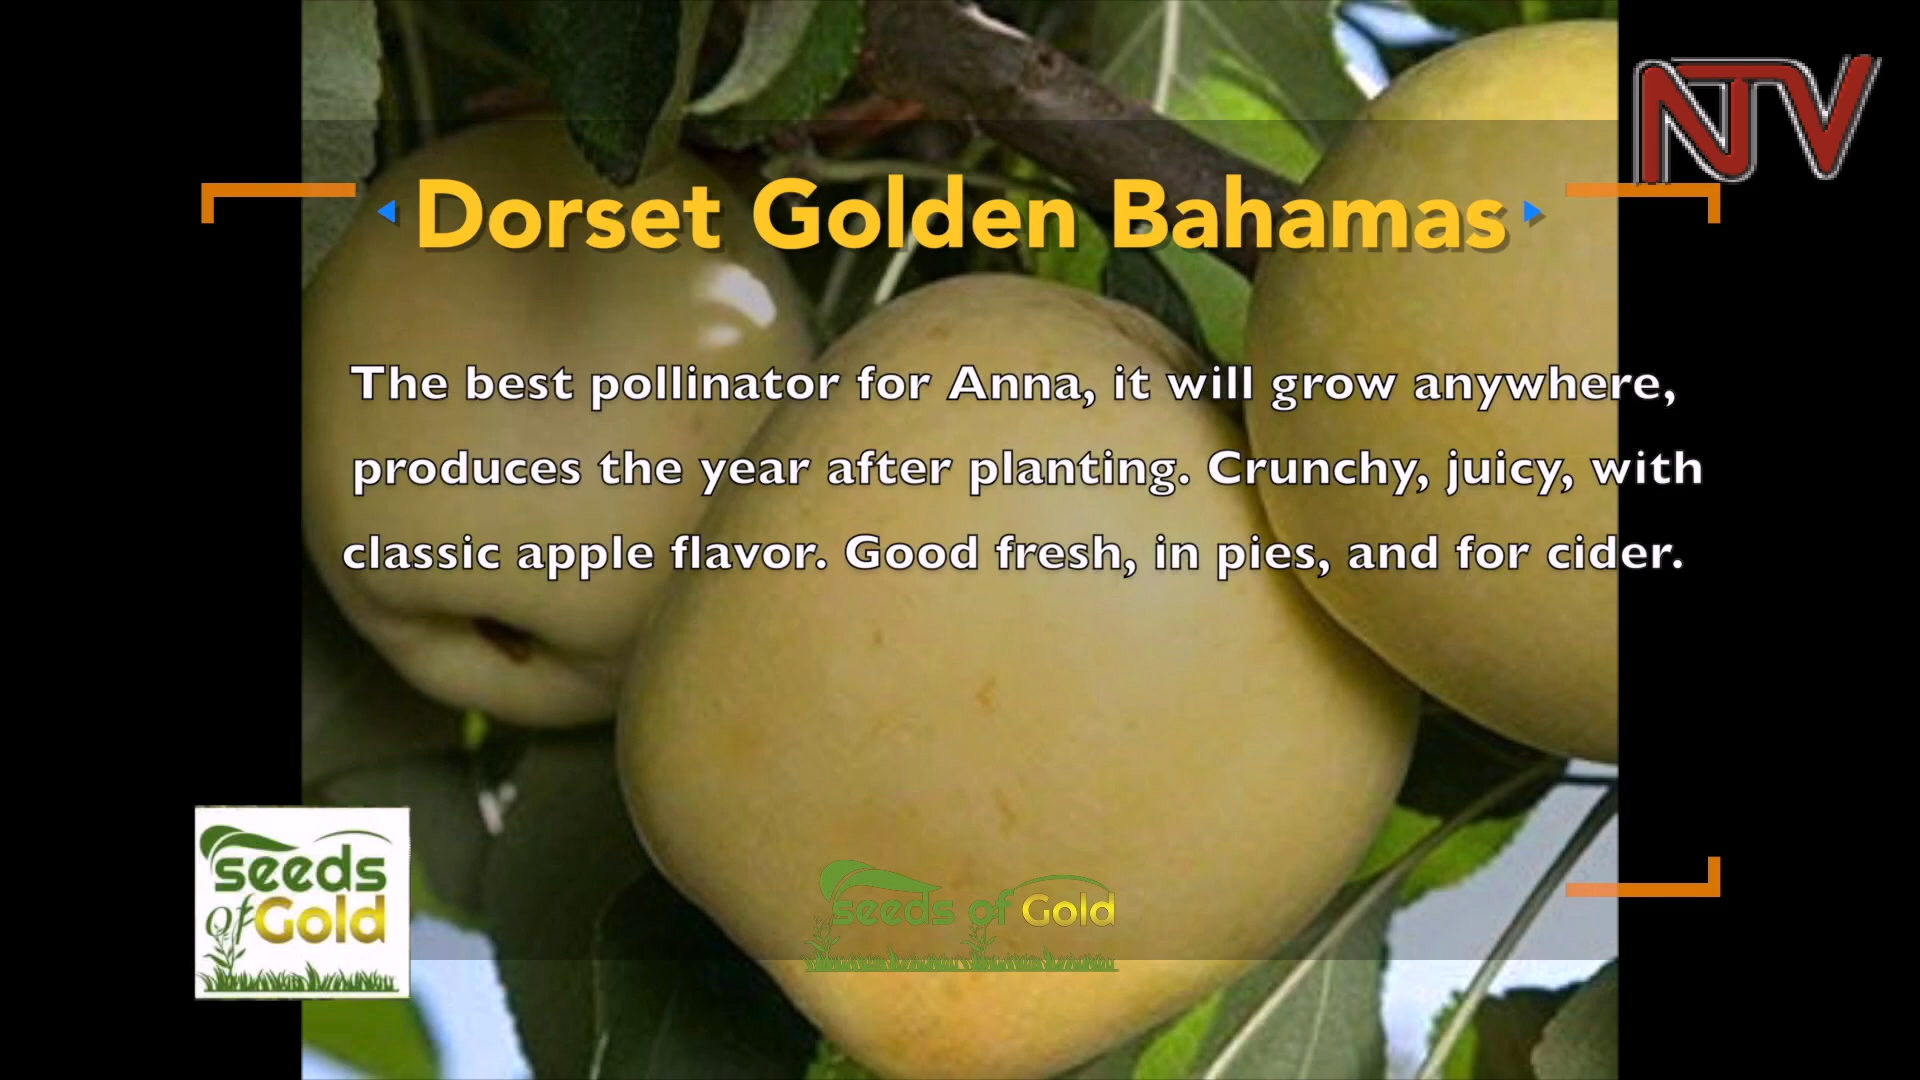 NTV
Dorset Golden Bahamas
The best pollinator for Anna, it will grow anywhere,
produces the year after planting. Crunchy, juicy, with
classic apple flavor. Good fresh, in pies, and for cider.
seeds
of Gold
seeds of Gold